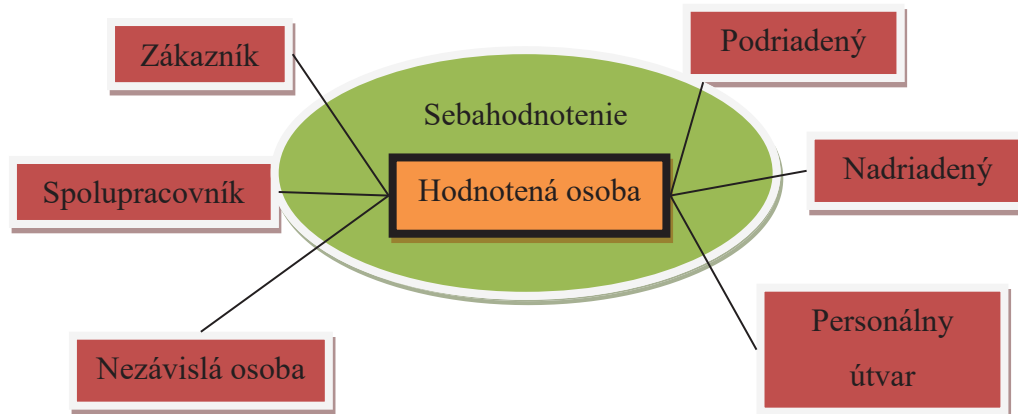 Zákazník
Podriadený
Sebahodnotenie
Spolupracovník
Hodnotená osoba
Nadriadený
Nezávislá osoba
Personálny
útvar